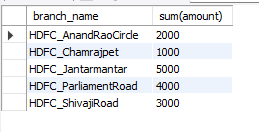 branch_name sum(amount)
HDFC_AnandRaoCircle 2000
HDFC_Chamrajpet 1000
HDFC_Jantarmantar 5000
HDFC_ParliamentRoad 4000
HDFC_ShivajiRoad 3000